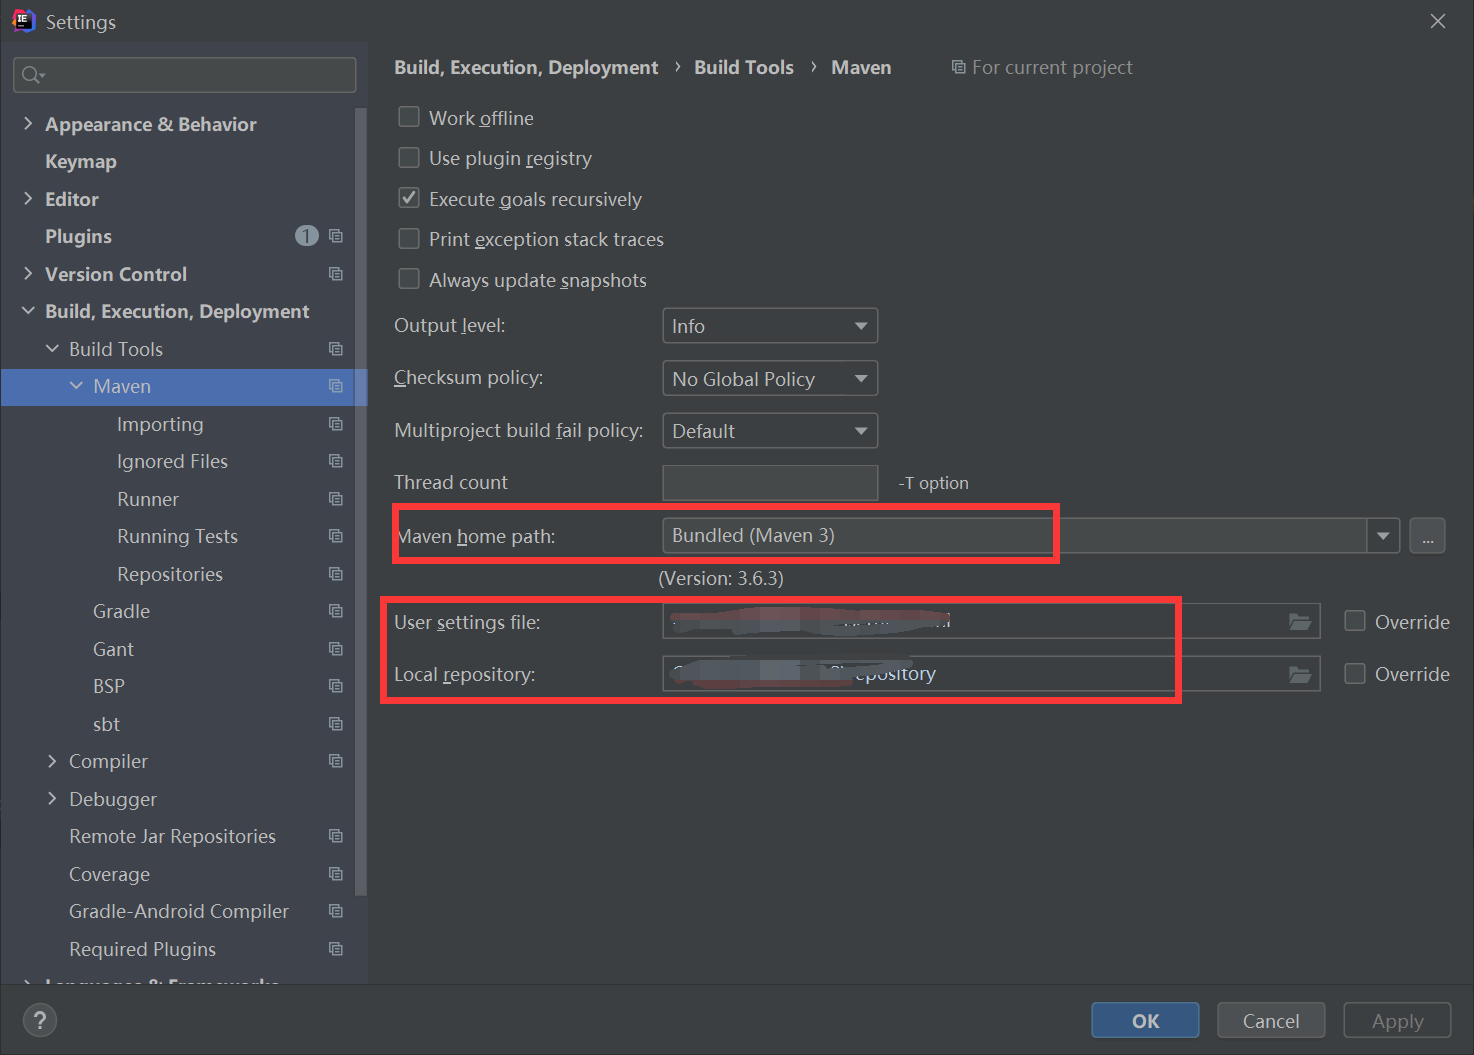 Settings
Build, Execution, Deployment › Build Tools › Maven For current project
Appearance & Behavior
Keymap
Editor
Plugins 1
Version Control
Build, Execution, Deployment
Build Tools
Maven
Importing
Ignored Files
Runner
Running Tests
Repositories
Gradle
Gant
BSP
sbt
Compiler
Debugger
Remote Jar Repositories
Coverage
Gradle-Android Compiler
Required Plugins
Languages & Frameworks
Work offline
Use plugin registry
Execute goals recursively
Print exception stack traces
Always update snapshots
Output level: Info
Checksum policy: No Global Policy
Multiproject build fail policy: Default
Thread count -T option
Maven home path: Bundled (Maven 3) ...
(Version: 3.6.3)
User settings file: Override
Local repository: Override
? OK Cancel Apply